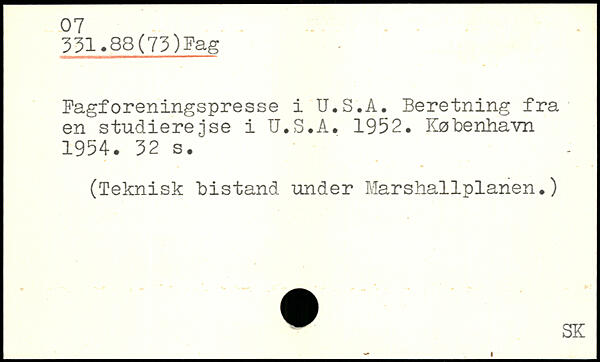 07
331.88(73)Fag
Fagforeningspresse i U.S.A. Beretning fra
en studierejse i U.S.A. 1952. København
1954. 32 s.
(Teknisk bistand under Marshallplanen.)
SK